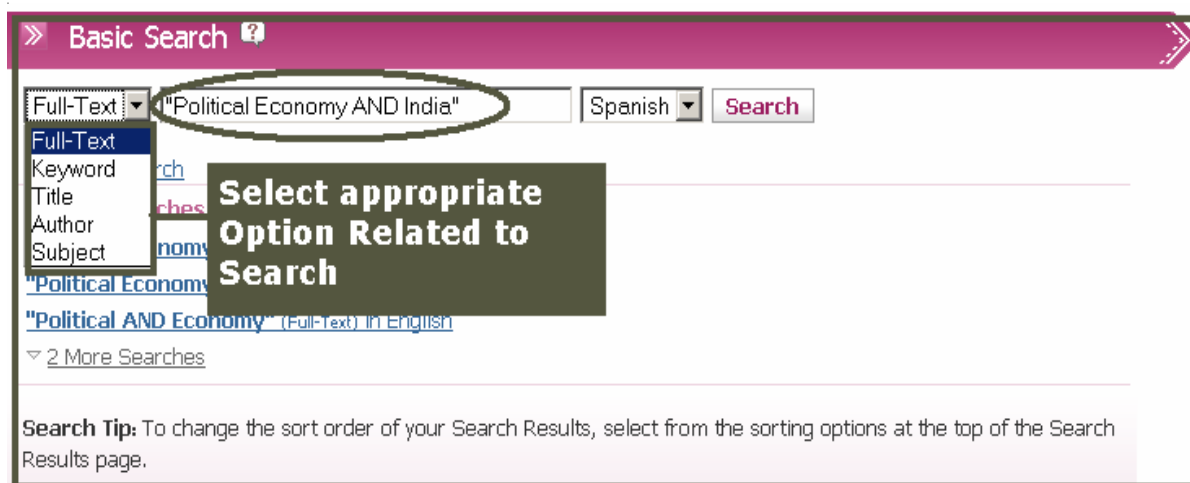 Basic Search ?
Full-Text "Political Economy AND India" Spanish Search
Full-Text
Keyword
Title
Author
Subject
rch
ches
nomy
Select appropriate
Option Related to
Search
"Political Economy
"Political AND Economy" (Full-Text) in English
2 More Searches
Search Tip: To change the sort order of your Search Results, select from the sorting options at the top of the Search
Results page.